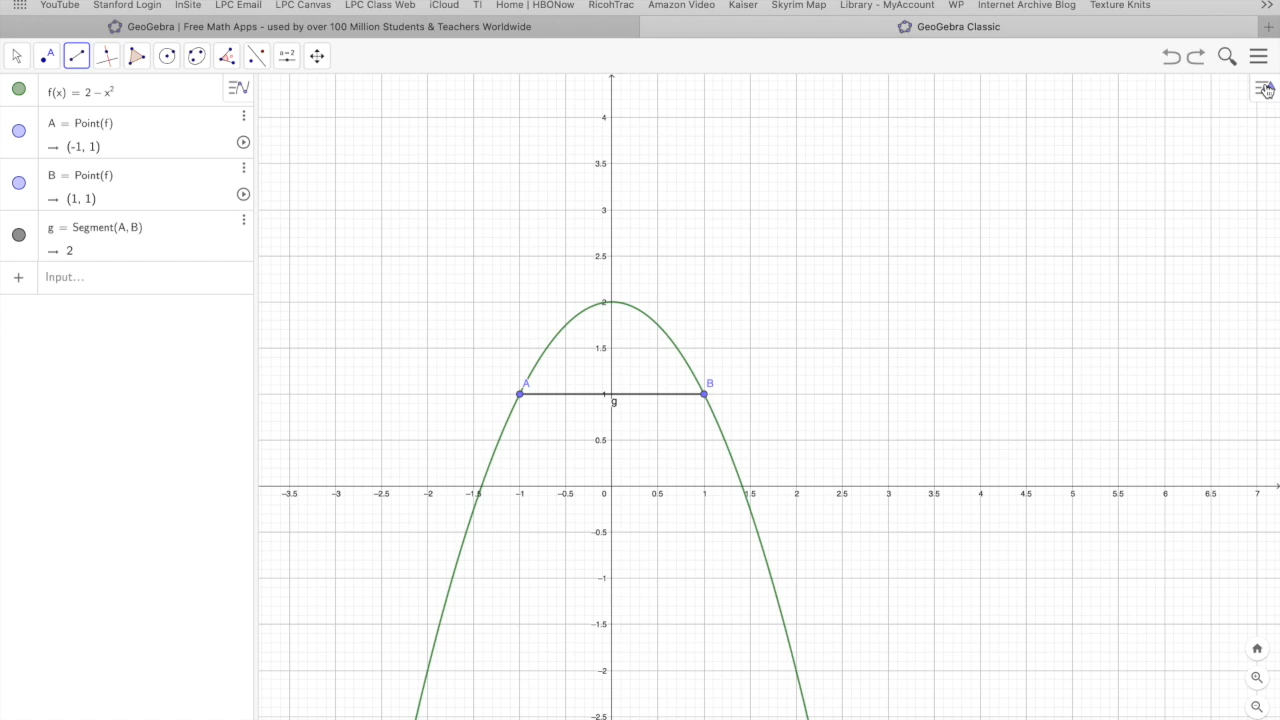 YouTube Stanford Login InSite LPC Email LPC Canvas LPC Class Web iCloud TI Home | HBONow RicohTrac Amazon Video Kaiser Skyrim Map Library - MyAccount WP Internet Archive Blog Texture Knits >>
GeoGebra | Free Math Apps - used by over 100 Million Students & Teachers Worldwide GeoGebra Classic +
A a=2
f(x) = 2 − x²
A = Point(f)
→ (-1, 1)
B = Point(f)
→ (1, 1)
g = Segment(A, B)
→ 2
+ Input...
4
3.5
3
2.5
2
1.5
A B
1
g
0.5
−3.5 −3 −2.5 −2 −1.5 −1 −0.5 0 0.5 1 1.5 2 2.5 3 3.5 4 4.5 5 5.5 6 6.5 7
−0.5
−1
−1.5
−2
−2.5